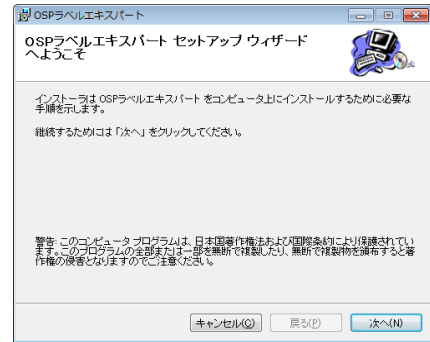 OSPラベルエキスパート
OSPラベルエキスパート セットアップ ウィザード
へようこそ
インストーラは OSPラベルエキスパート をコンピュータ上にインストールするために必要な
手順を示します。
継続するためには「次へ」をクリックしてください。
警告: このコンピュータ プログラムは、日本国著作権法および国際条約により保護されてい
ます。このプログラムの全部または一部を無断で複製したり、無断で複製物を頒布すると著
作権の侵害となりますのでご注意ください。
キャンセル(C) 戻る(P) 次へ(N)